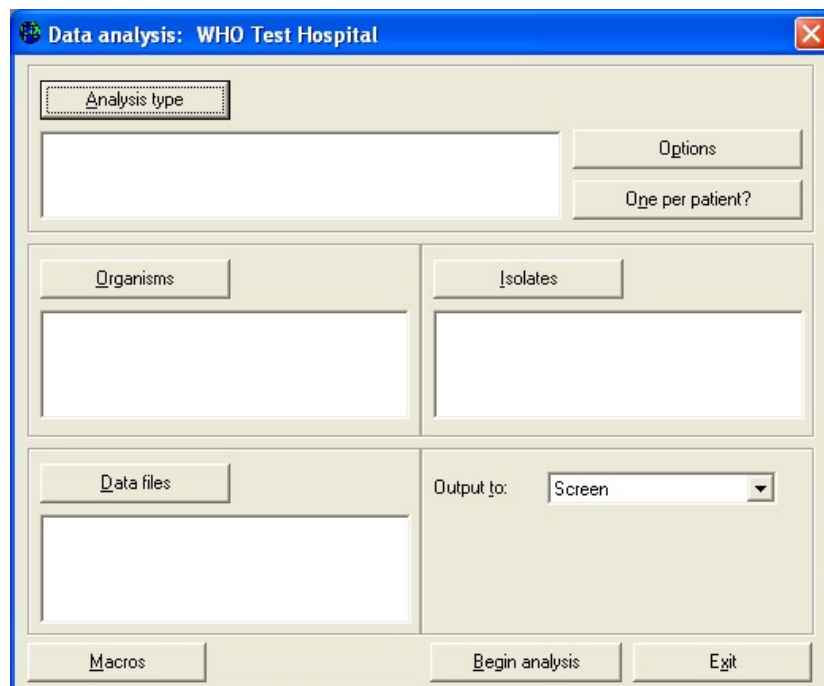 Data analysis: WHO Test Hospital
Analysis type
Options
One per patient?
Organisms
Isolates
Data files
Output to: Screen
Macros
Begin analysis
Exit